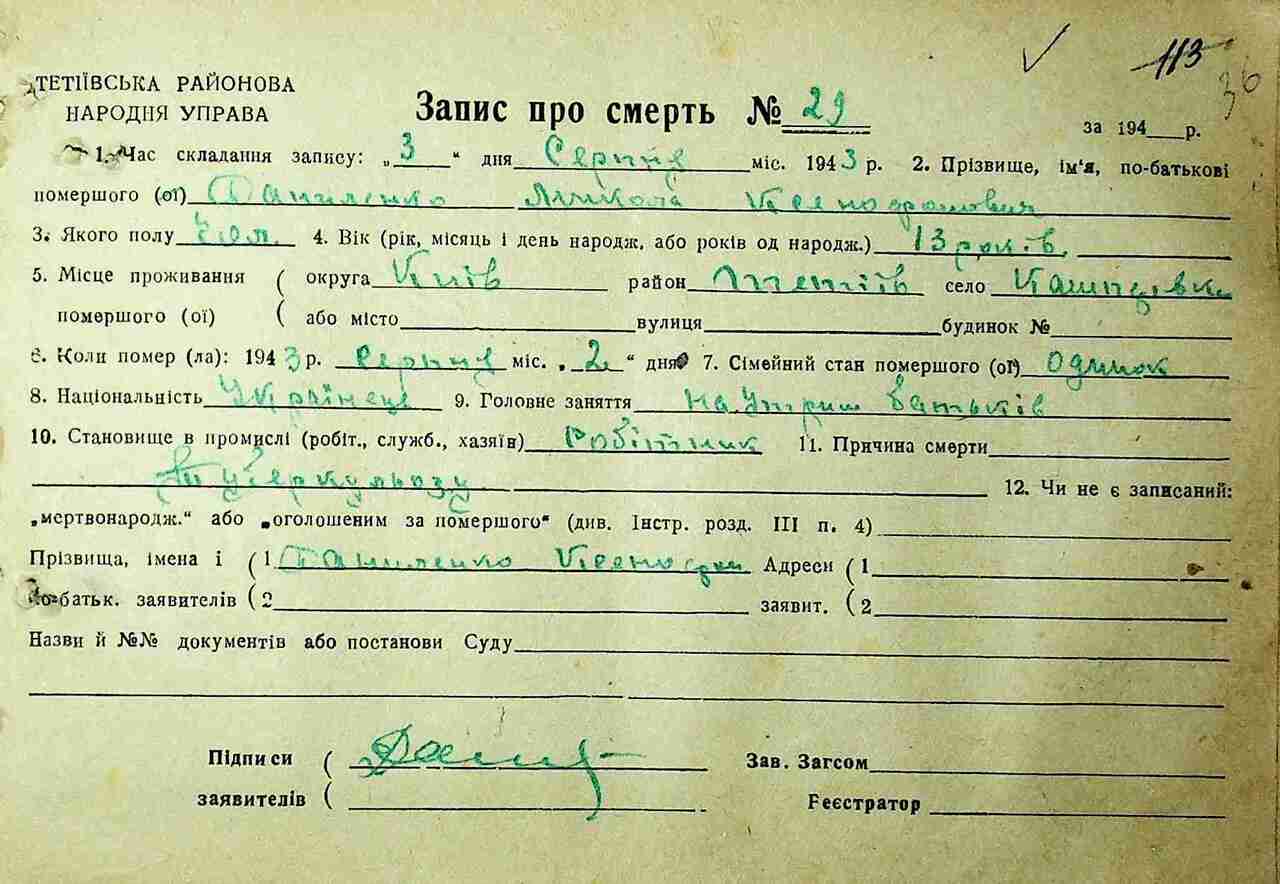 113
36
ТЕТІЇВСЬКА РАЙОНОВА
НАРОДНЯ УПРАВА
Запис про смерть № 29
за 194 р.
1. Час складання запису: „3“ дня Серпня міс. 1943 р. 2. Прізвище, ім'я, по-батькові
помершого (ої) Даниленко Микола Ксенофонович
3. Якого полу чол. 4. Вік (рік, місяць і день народж. або років од народж.) 13 років
5. Місце проживання ( округа Київ район Тетіїв село
помершого (ої) ( або місто вулиця будинок №
6. Коли помер (ла): 1943 р. серпня міс. „2“ дня 7. Сімейний стан помершого (ої) одинок
8. Національність Українець 9. Головне заняття на утрим батьків
10. Становище в промислі (робіт., служб., хазяїн) Робітник 11. Причина смерти
Туберкульозу 12. Чи не є записаний:
„мертвонародж.“ або „оголошеним за помершого“ (див. Інстр. розд. III п. 4)
Прізвища, імена і (1 Даниленко Ксенофон Адреси (1
по-батьк. заявителів (2 заявит. (2
Назви й №№ документів або постанови Суду
Підписи ( Зав. Загсом
заявителів ( Реєстратор